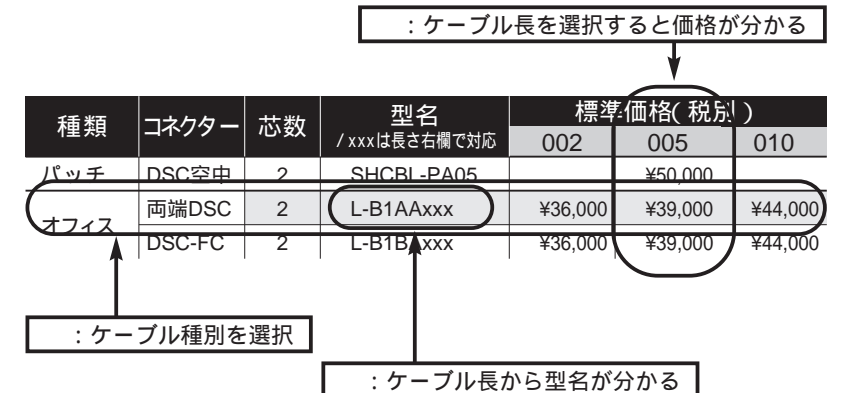 ：ケーブル長を選択すると価格が分かる
種類 コネクター 芯数 型名 標準価格(税別)
/xxxは長さ右欄で対応 002 005 010
パッチ DSC空中 2 SHCBL-PA05 ¥50,000
オフィス 両端DSC 2 L-B1AAxxx ¥36,000 ¥39,000 ¥44,000
DSC-FC 2 L-B1BAxxx ¥36,000 ¥39,000 ¥44,000
：ケーブル種別を選択
：ケーブル長から型名が分かる